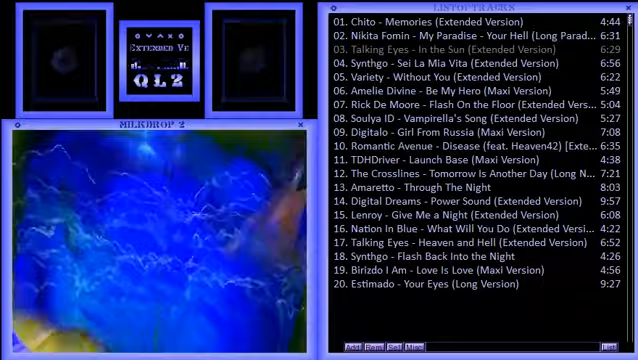 Extended Ve
QL2
MILKDROP 2
LISTOFTRACKS
01. Chito - Memories (Extended Version) 4:44
02. Nikita Fomin - My Paradise - Your Hell (Long Parad... 6:31
03. Talking Eyes - In the Sun (Extended Version) 6:29
04. Synthgo - Sei La Mia Vita (Extended Version) 6:56
05. Variety - Without You (Extended Version) 6:22
06. Amelie Divine - Be My Hero (Maxi Version) 5:49
07. Rick De Moore - Flash On the Floor (Extended Vers... 5:04
08. Soulya ID - Vampirella's Song (Extended Version) 5:27
09. Digitalo - Girl From Russia (Maxi Version) 7:08
10. Romantic Avenue - Disease (feat. Heaven42) [Exte... 6:35
11. TDHDriver - Launch Base (Maxi Version) 4:38
12. The Crosslines - Tomorrow Is Another Day (Long N... 7:21
13. Amaretto - Through The Night 8:03
14. Digital Dreams - Power Sound (Extended Version) 9:57
15. Lenroy - Give Me a Night (Extended Version) 6:08
16. Nation In Blue - What Will You Do (Extended Versi... 4:22
17. Talking Eyes - Heaven and Hell (Extended Version) 6:52
18. Synthgo - Flash Back Into the Night 4:26
19. Birizdo I Am - Love Is Love (Maxi Version) 4:56
20. Estimado - Your Eyes (Long Version) 9:27
Add Rem Sel Misc List